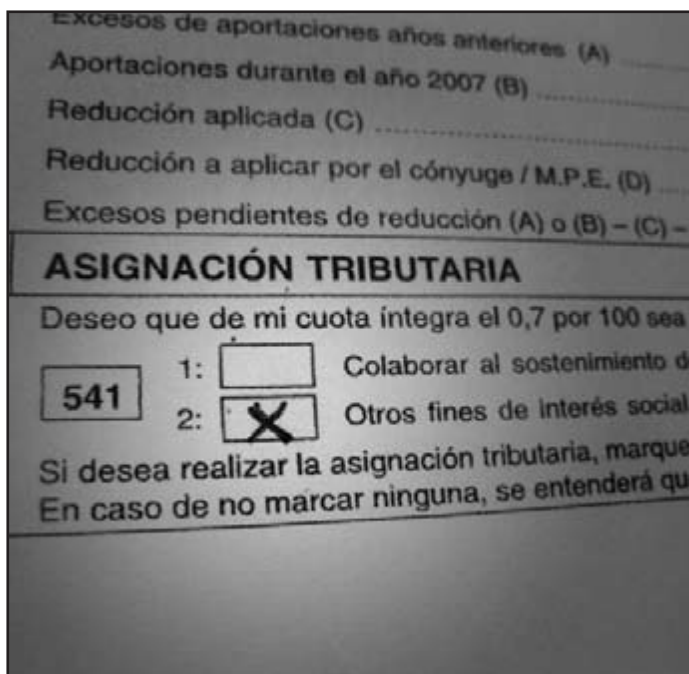 Excesos de aportaciones años anteriores (A)
Aportaciones durante el año 2007 (B)
Reducción aplicada (C)
Reducción a aplicar por el cónyuge / M.P.E. (D)
Excesos pendientes de reducción (A) o (B) – (C) –
ASIGNACIÓN TRIBUTARIA
Deseo que de mi cuota íntegra el 0,7 por 100 sea
541
1: Colaborar al sostenimiento d
2: X Otros fines de interés social
Si desea realizar la asignación tributaria, marque
En caso de no marcar ninguna, se entenderá qu